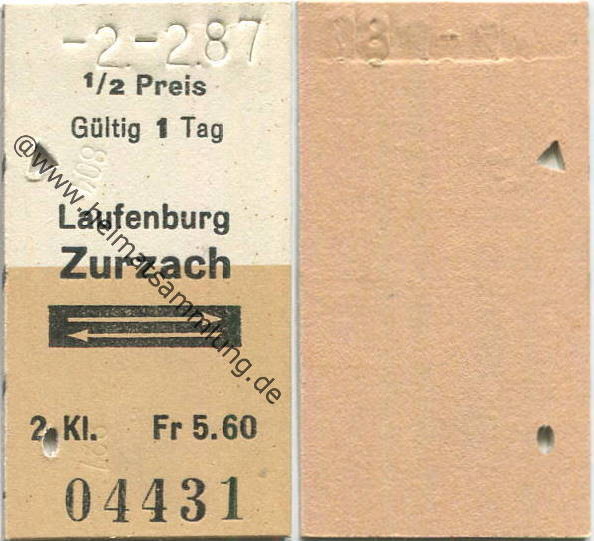 -2.-2.87
1/2 Preis
Gültig 1 Tag
Laufenburg
Zurzach
2. Kl. Fr 5.60
04431
@www.heimatsammlung.de